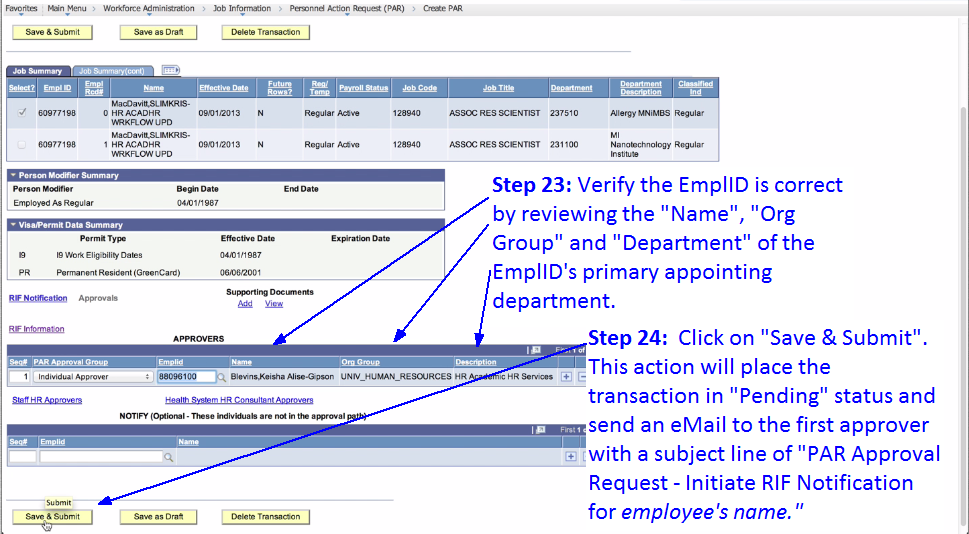 Favorites Main Menu > Workforce Administration > Job Information > Personnel Action Request (PAR) > Create PAR
Save & Submit Save as Draft Delete Transaction
Job Summary Job Summary(cont)
Select? Empl ID Empl Rcd# Name Effective Date Future Rows? Reg/Temp Payroll Status Job Code Job Title Department Department Description Classified Ind
60977198 0 MacDavitt,SLIMKRIS-HR ACADHR WRKFLOW UPD 09/01/2013 N Regular Active 128940 ASSOC RES SCIENTIST 237510 Allergy MNiMBS Regular
60977198 1 MacDavitt,SLIMKRIS-HR ACADHR WRKFLOW UPD 09/01/2013 N Regular Active 128940 ASSOC RES SCIENTIST 231100 MI Nanotechnology Institute Regular
Person Modifier Summary
Person Modifier Begin Date End Date
Employed As Regular 04/01/1987
Visa/Permit Data Summary
Permit Type Effective Date Expiration Date
I9 I9 Work Eligibility Dates 04/01/1987
PR Permanent Resident (GreenCard) 06/06/2001
RIF Notification Approvals
Supporting Documents
Add View
RIF Information
Step 23: Verify the EmplID is correct
by reviewing the "Name", "Org
Group" and "Department" of the
EmplID's primary appointing
department.
APPROVERS
First 1 of
Seq# PAR Approval Group Emplid Name Org Group Description
1 Individual Approver 88096100 Blevins,Keisha Alise-Gipson UNIV_HUMAN_RESOURCES HR Academic HR Services
Staff HR Approvers Health System HR Consultant Approvers
NOTIFY (Optional - These individuals are not in the approval path)
First 1 o
Seq# Emplid Name
Step 24: Click on "Save & Submit".
This action will place the
transaction in "Pending" status and
send an eMail to the first approver
with a subject line of "PAR Approval
Request - Initiate RIF Notification
for employee's name."
Submit
Save & Submit Save as Draft Delete Transaction